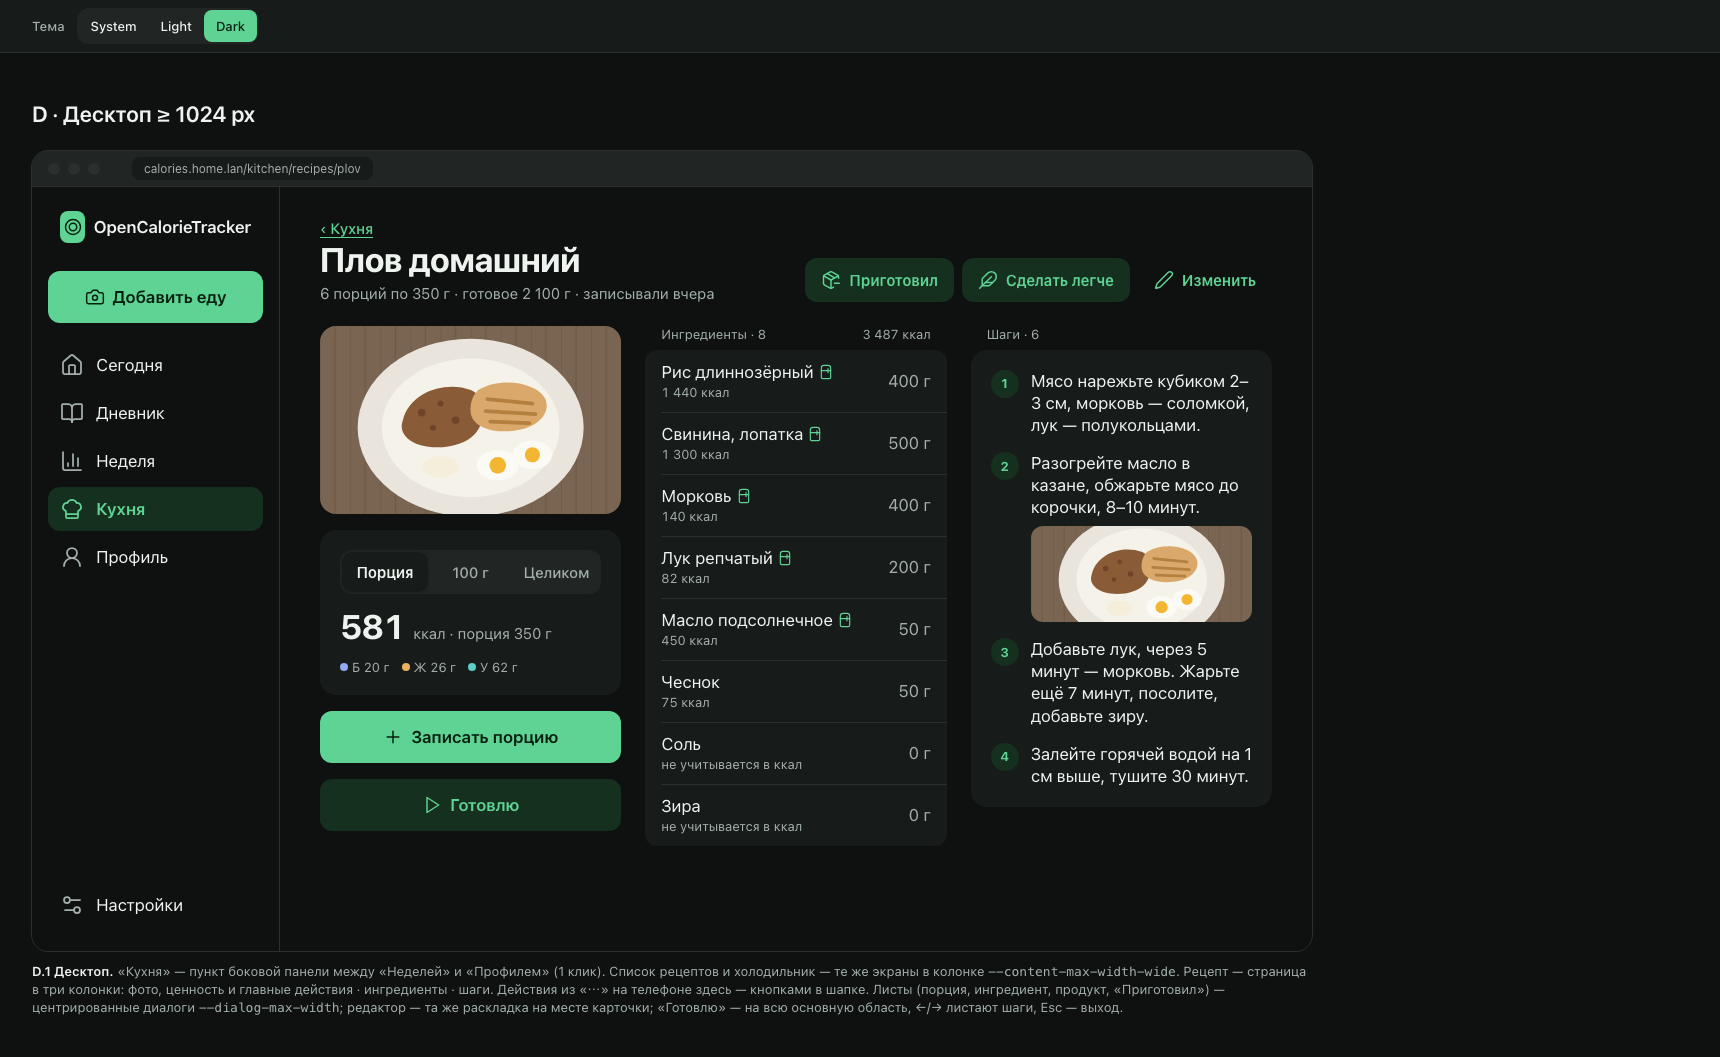 Тема System Light Dark
D · Десктоп ≥ 1024 px
calories.home.lan/kitchen/recipes/plov
OpenCalorieTracker
Добавить еду
Сегодня
Дневник
Неделя
Кухня
Профиль
Настройки
‹ Кухня
Плов домашний
6 порций по 350 г · готовое 2 100 г · записывали вчера
Приготовил
Сделать легче
Изменить
Порция 100 г Целиком
581 ккал · порция 350 г
Б 20 г Ж 26 г У 62 г
Записать порцию
Готовлю
Ингредиенты · 8 3 487 ккал
Рис длиннозёрный 400 г
1 440 ккал
Свинина, лопатка 500 г
1 300 ккал
Морковь 400 г
140 ккал
Лук репчатый 200 г
82 ккал
Масло подсолнечное 50 г
450 ккал
Чеснок 50 г
75 ккал
Соль 0 г
не учитывается в ккал
Зира 0 г
не учитывается в ккал
Шаги · 6
1 Мясо нарежьте кубиком 2–
3 см, морковь — соломкой,
лук — полукольцами.
2 Разогрейте масло в
казане, обжарьте мясо до
корочки, 8–10 минут.
3 Добавьте лук, через 5
минут — морковь. Жарьте
ещё 7 минут, посолите,
добавьте зиру.
4 Залейте горячей водой на 1
см выше, тушите 30 минут.
D.1 Десктоп. «Кухня» — пункт боковой панели между «Неделей» и «Профилем» (1 клик). Список рецептов и холодильник — те же экраны в колонке --content-max-width-wide. Рецепт — страница
в три колонки: фото, ценность и главные действия · ингредиенты · шаги. Действия из «···» на телефоне здесь — кнопками в шапке. Листы (порция, ингредиент, продукт, «Приготовил») —
центрированные диалоги --dialog-max-width; редактор — та же раскладка на месте карточки; «Готовлю» — на всю основную область, ←/→ листают шаги, Esc — выход.